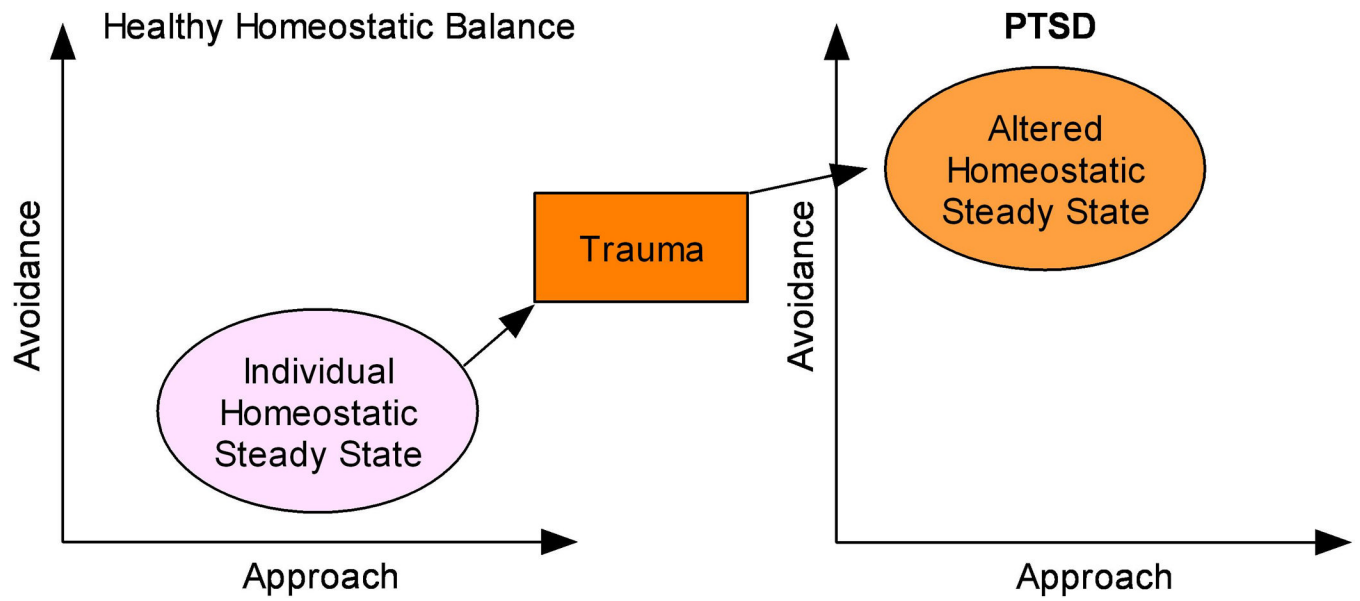 Healthy Homeostatic Balance
PTSD
Avoidance
Individual
Homeostatic
Steady State
Approach
Trauma
Avoidance
Altered
Homeostatic
Steady State
Approach